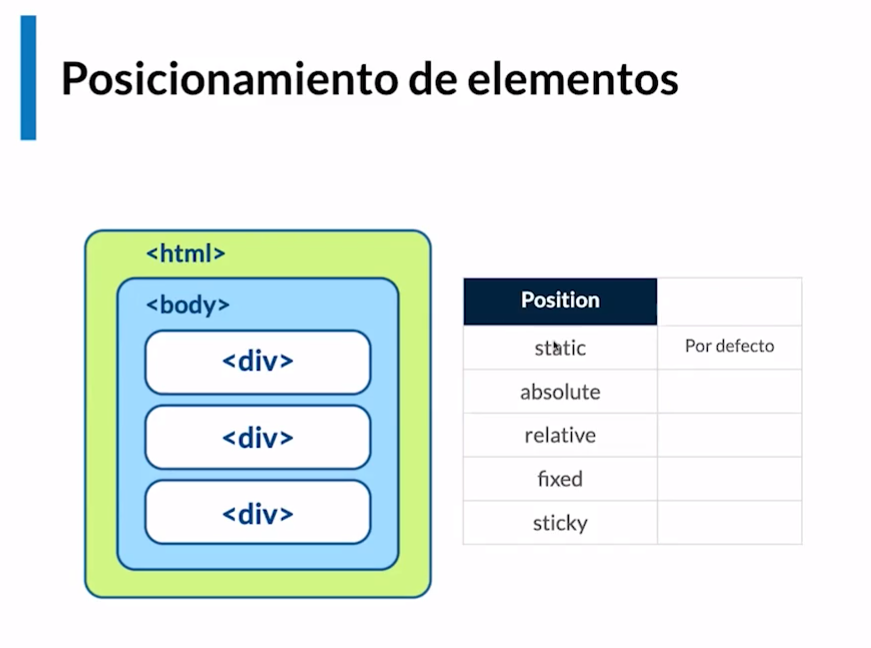 Posicionamiento de elementos
<html>
<body>
<div>
<div>
<div>
Position
static Por defecto
absolute
relative
fixed
sticky